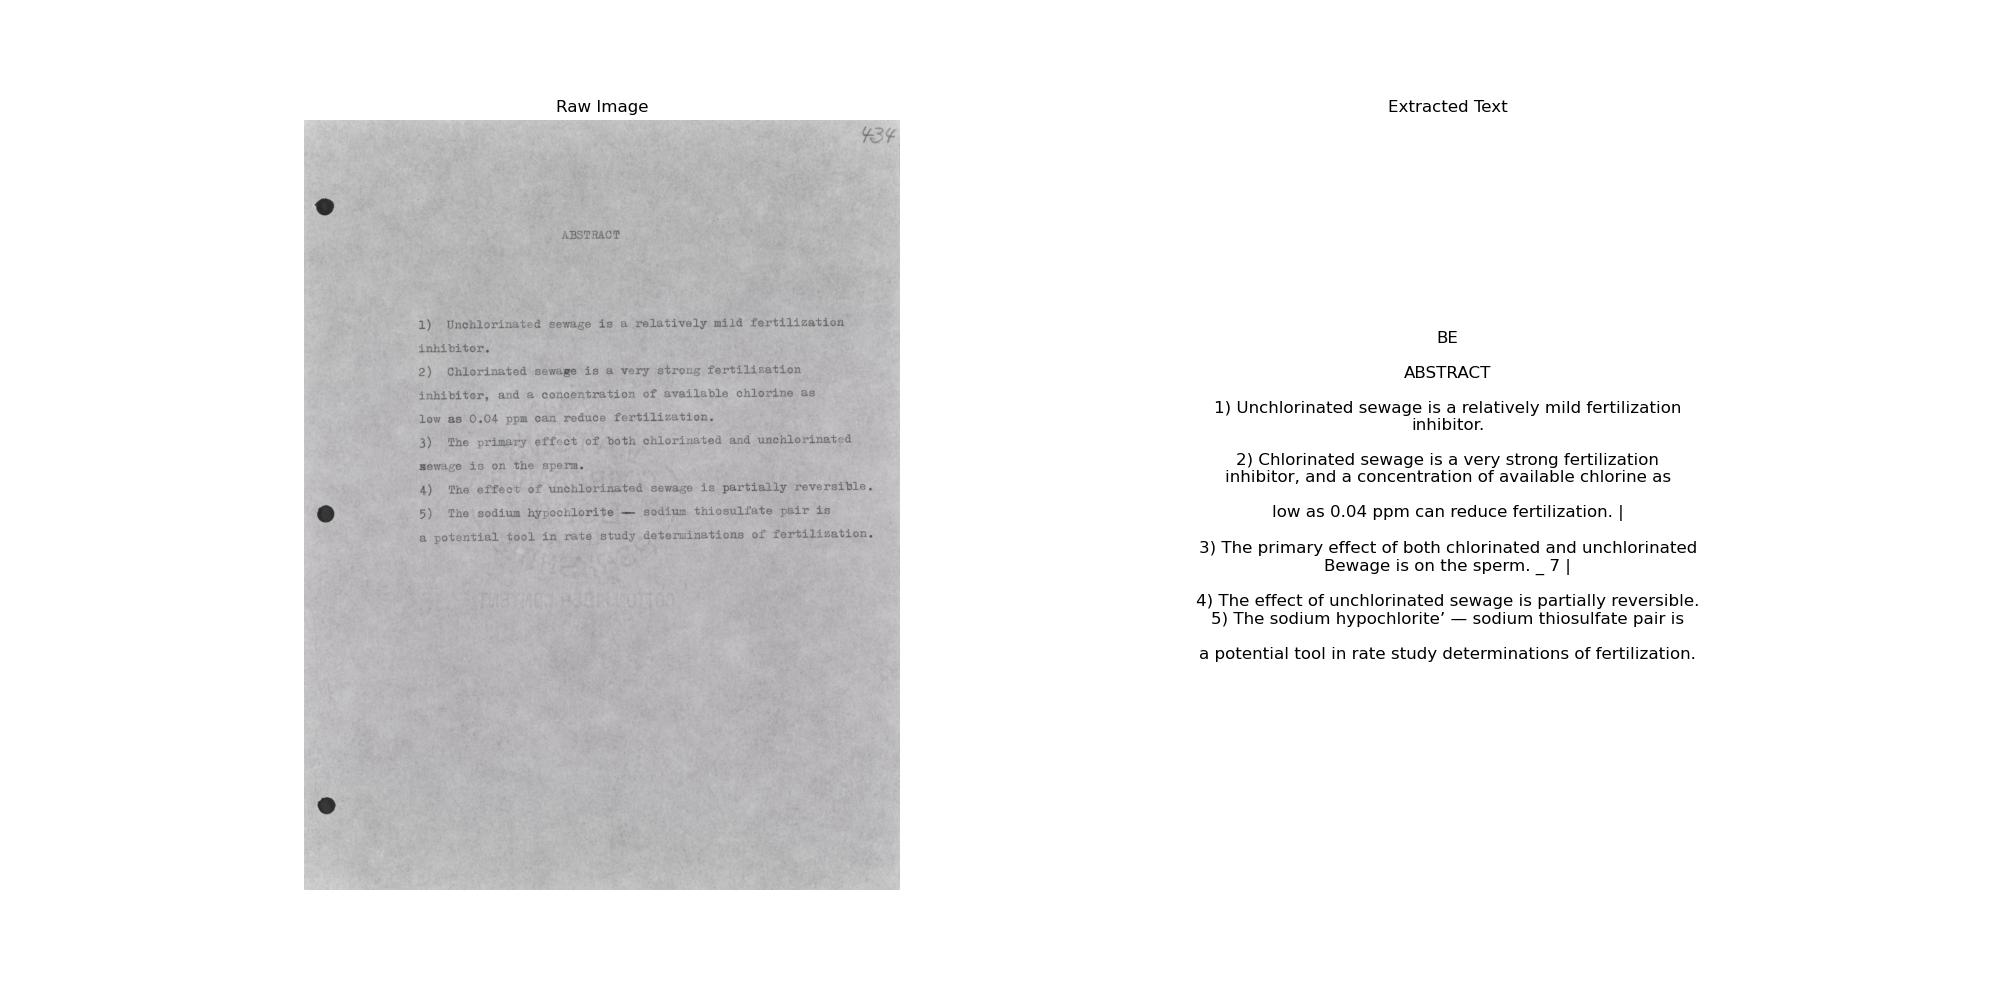 Raw Image
434
ABSTRACT
1) Unchlorinated sewage is a relatively mild fertilization
inhibitor.
2) Chlorinated sewage is a very strong fertilization
inhibitor, and a concentration of available chlorine as
low as 0.04 ppm can reduce fertilization.
3) The primary effect of both chlorinated and unchlorinated
sewage is on the sperm.
4) The effect of unchlorinated sewage is partially reversible.
5) The sodium hypochlorite — sodium thiosulfate pair is
a potential tool in rate study determinations of fertilization.
Extracted Text
BE
ABSTRACT
1) Unchlorinated sewage is a relatively mild fertilization
inhibitor.
2) Chlorinated sewage is a very strong fertilization
inhibitor, and a concentration of available chlorine as
low as 0.04 ppm can reduce fertilization. |
3) The primary effect of both chlorinated and unchlorinated
Bewage is on the sperm. _ 7 |
4) The effect of unchlorinated sewage is partially reversible.
5) The sodium hypochlorite’ — sodium thiosulfate pair is
a potential tool in rate study determinations of fertilization.